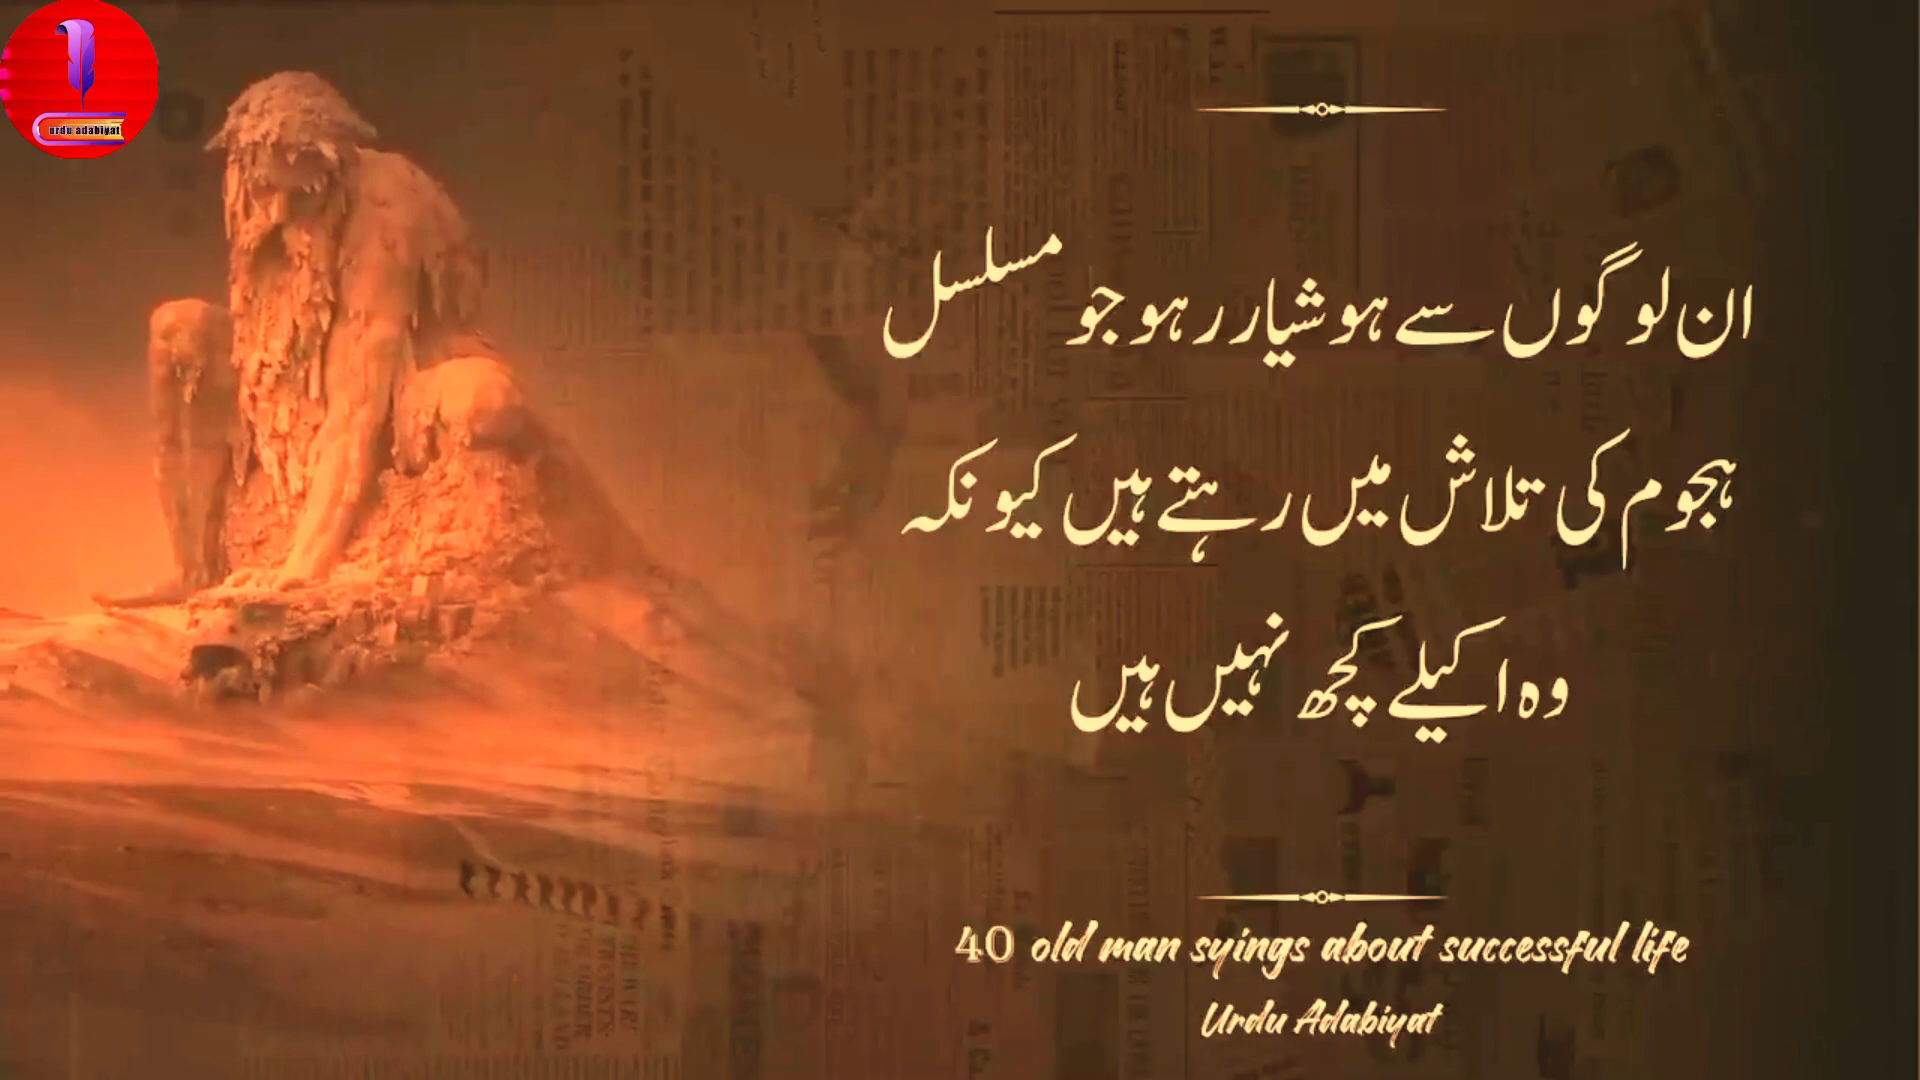 urdu adabiyat
ان لوگوں سے ہوشیار رہو جو مسلسل
ہجوم کی تلاش میں رہتے ہیں کیونکہ
وہ اکیلے کچھ نہیں ہیں
40 old man syings about successful life
Urdu Adabiyat